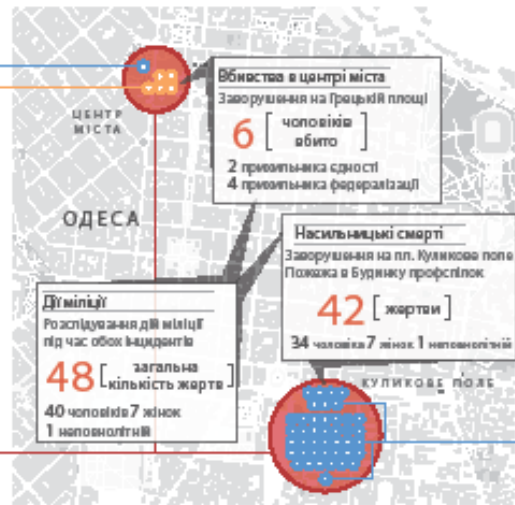 Вбивства в центрі міста
Заворушення на Грецькій площі
6 [ чоловіків вбито ]
2 прихильника єдності
4 прихильника федералізації
ЦЕНТР
МІСТА
ОДЕСА
Насильницькі смерті
Заворушення на пл. Куликове поле
Пожежа в Будинку профспілок
42 [ жертви ]
34 чоловіка 7 жінок 1 неповнолітній
Дії міліції
Розслідування дій міліції
під час обох інцидентів
48 [ загальна кількість жертв ]
40 чоловіків 7 жінок
1 неповнолітній
КУЛИКОВЕ ПОЛЕ